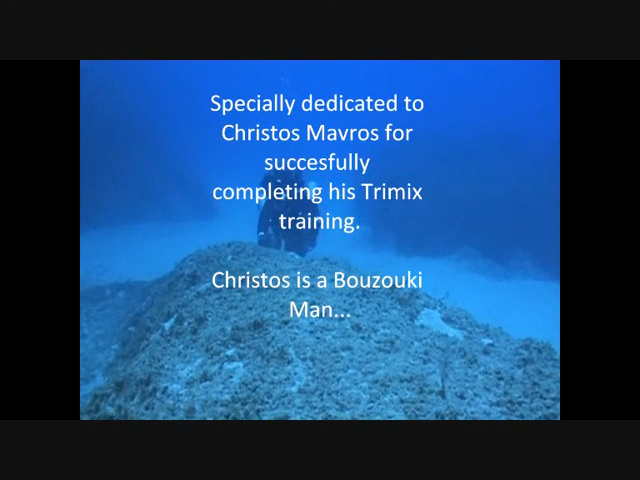 Specially dedicated to
Christos Mavros for
succesfully
completing his Trimix
training.
Christos is a Bouzouki
Man...